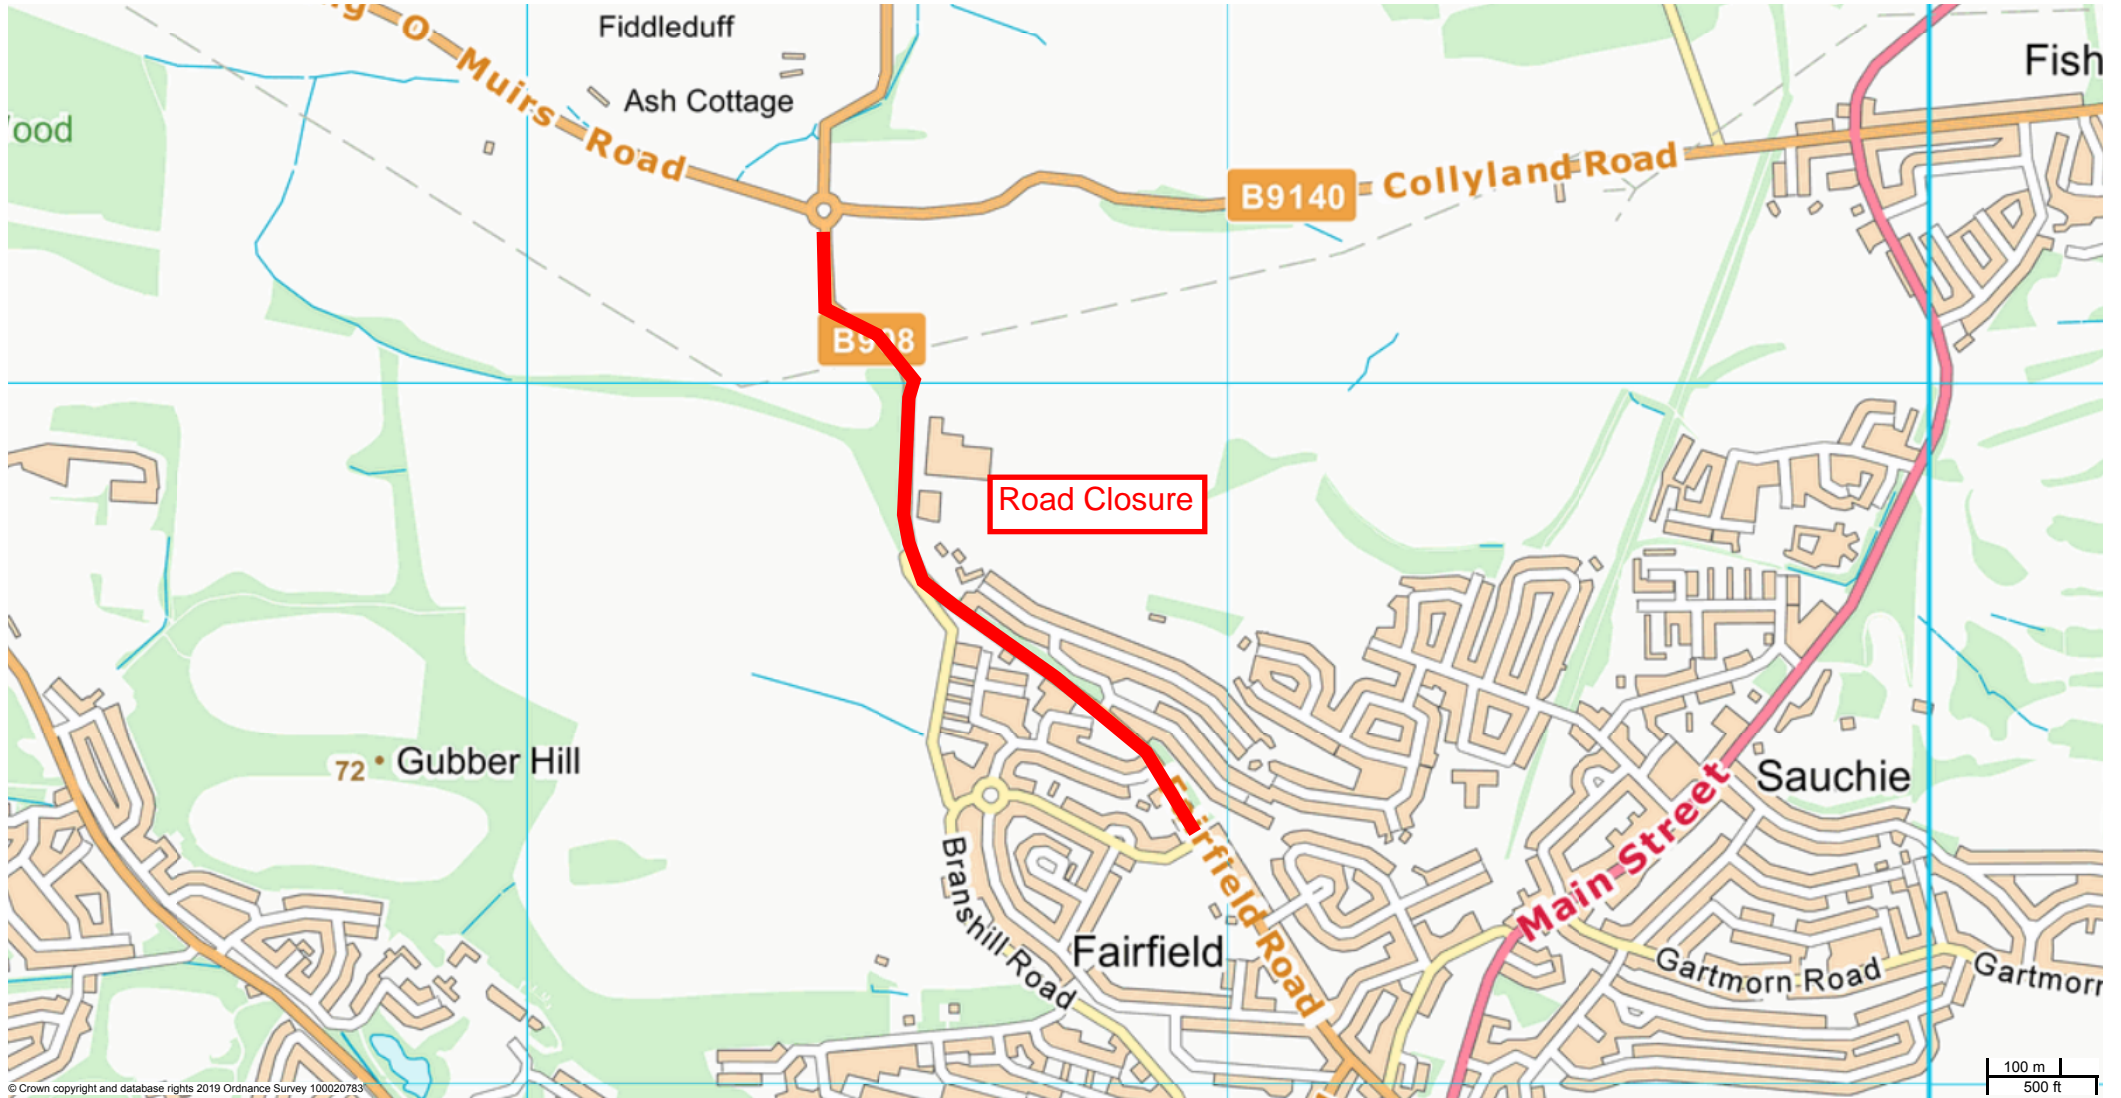 Fiddleduff
Fish
O Muirs Road
Ash Cottage
ood
B9140
Collyland Road
B908
Road Closure
72
Gubber Hill
Sauchie
Main Street
Fairfield Road
Branshill Road
Fairfield
Gartmorn Road
Gartmorn
100 m
500 ft
© Crown copyright and database rights 2019 Ordnance Survey 100020783